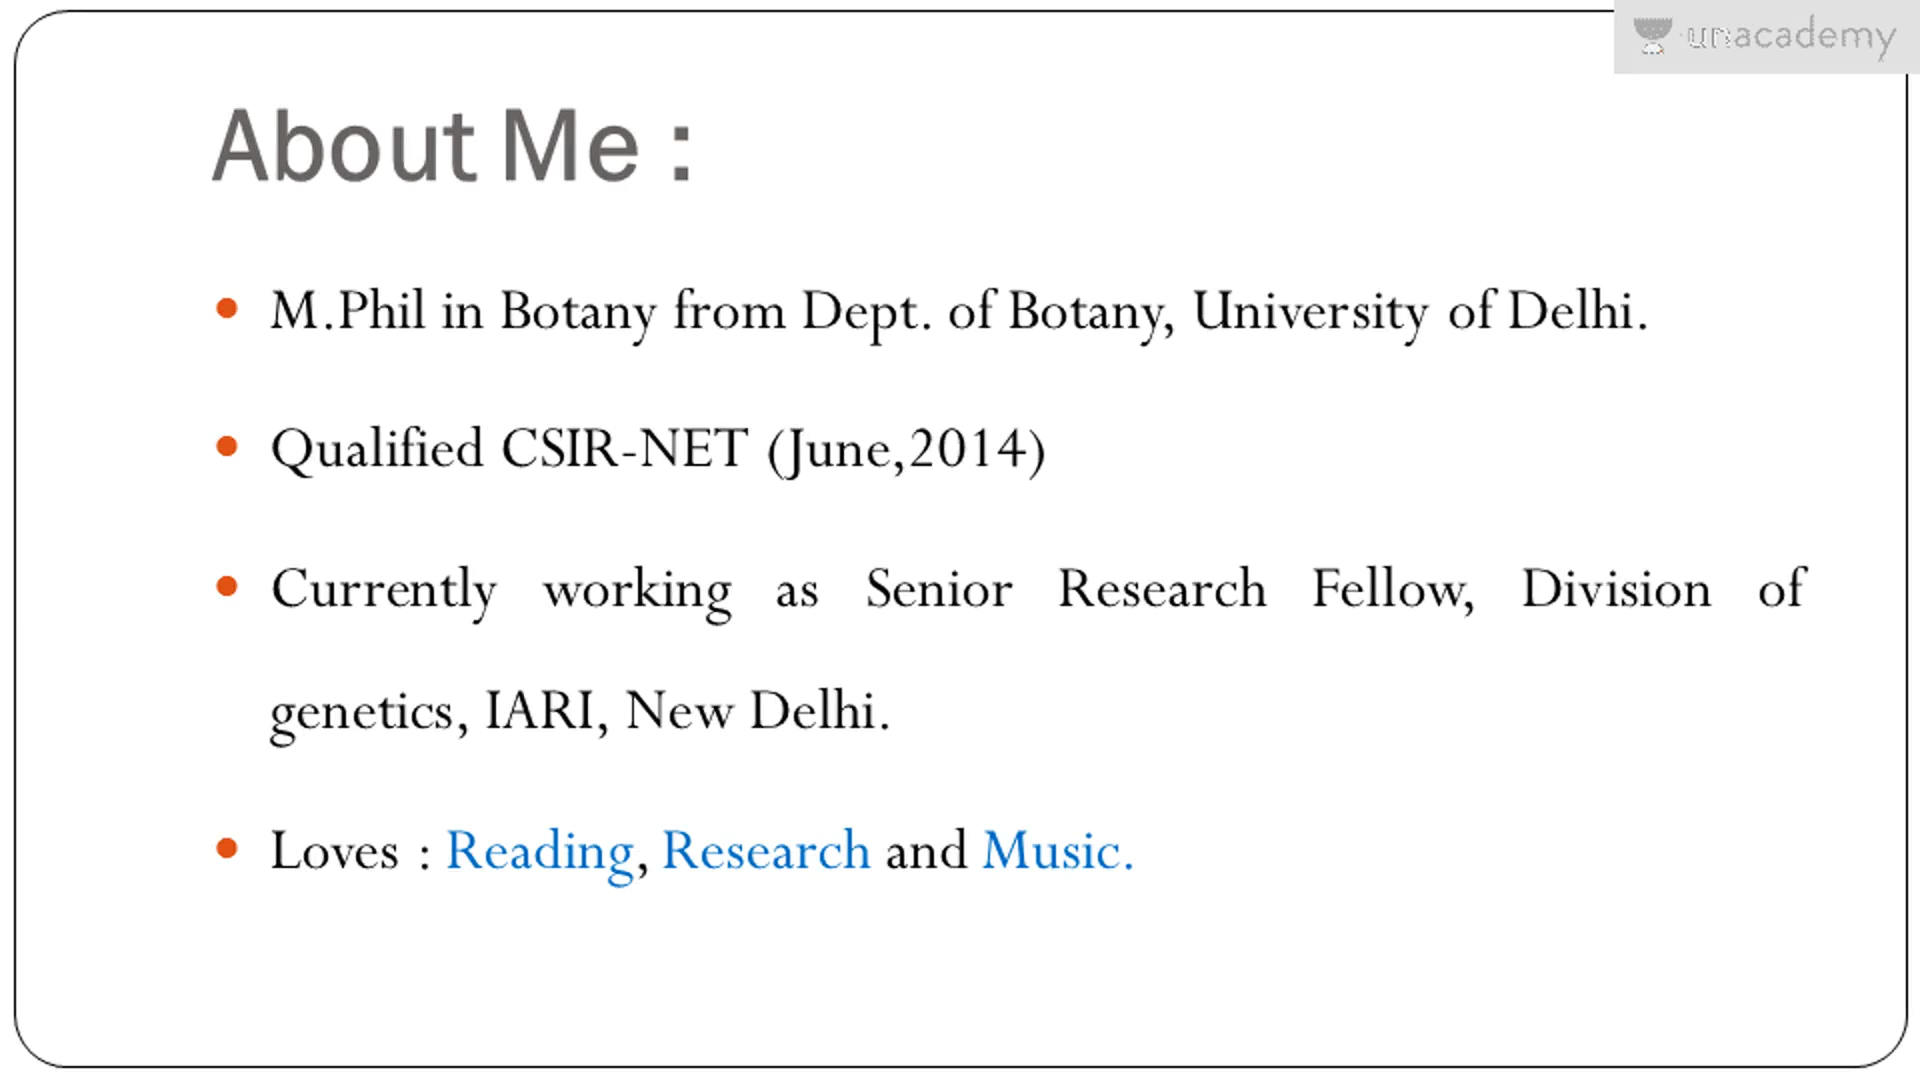 unacademy
About Me :
• M.Phil in Botany from Dept. of Botany, University of Delhi.
• Qualified CSIR-NET (June,2014)
• Currently working as Senior Research Fellow, Division of
genetics, IARI, New Delhi.
• Loves : Reading, Research and Music.